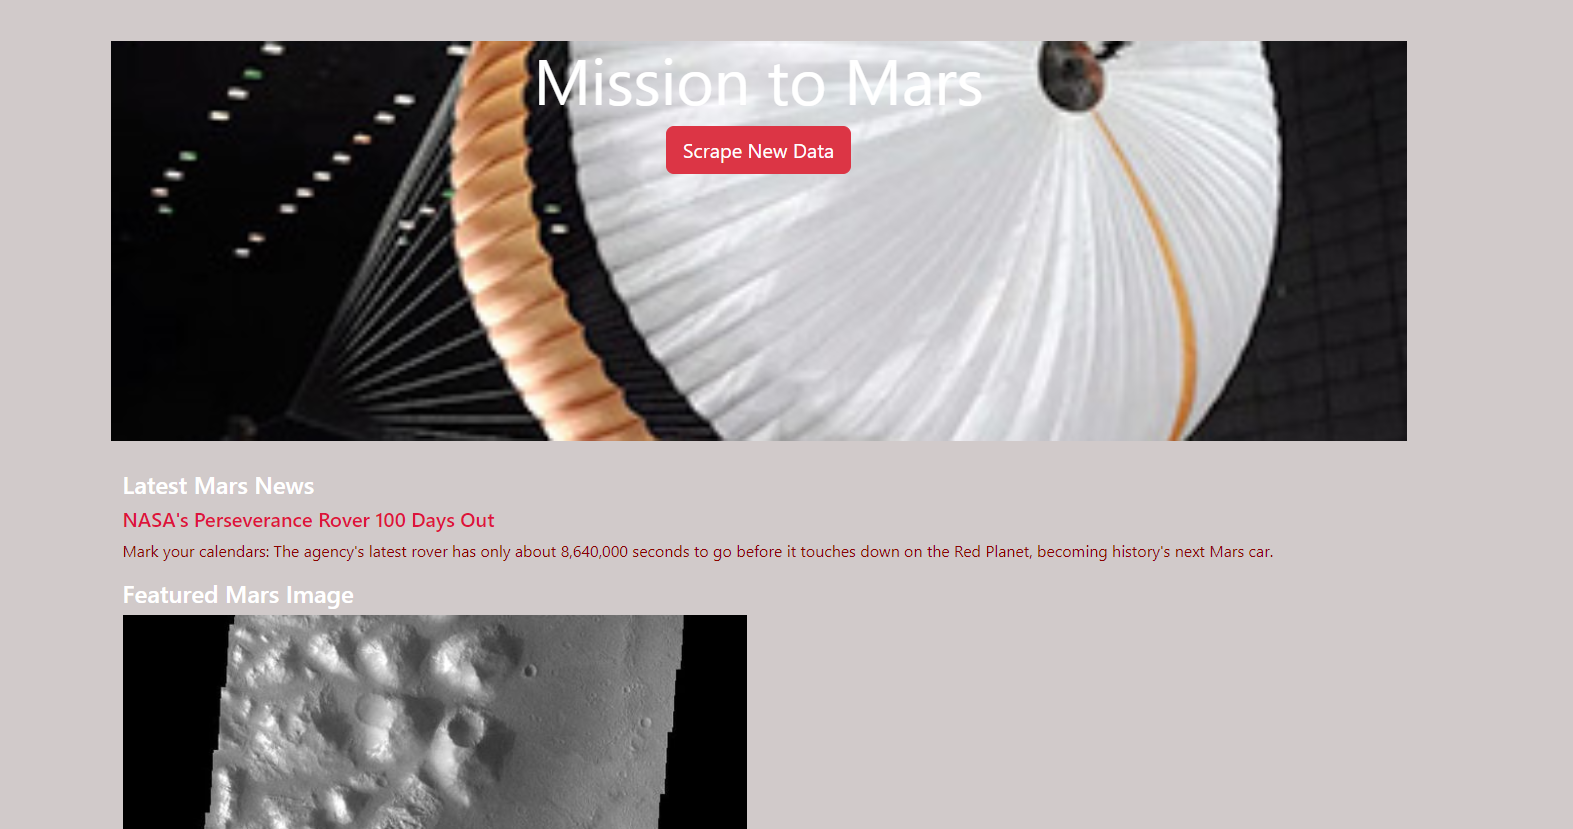 Mission to Mars
Scrape New Data
Latest Mars News
NASA's Perseverance Rover 100 Days Out
Mark your calendars: The agency's latest rover has only about 8,640,000 seconds to go before it touches down on the Red Planet, becoming history's next Mars car.
Featured Mars Image